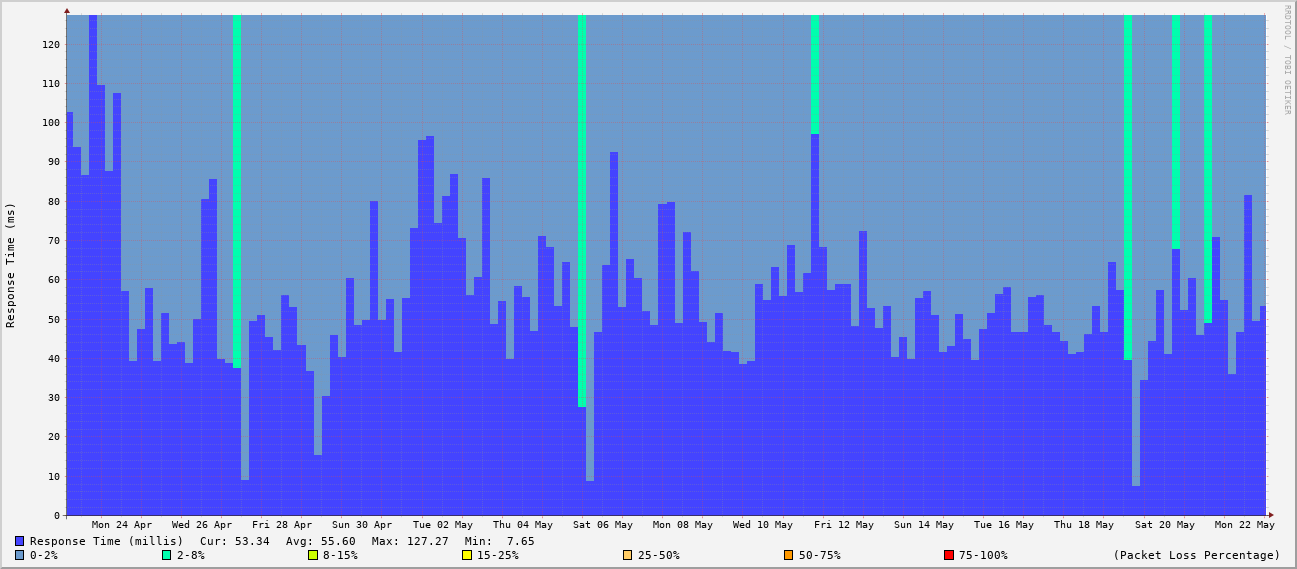 RRDTOOL / TOBI OETIKER
Response Time (ms)
120
110
100
90
80
70
60
50
40
30
20
10
0
Mon 24 Apr Wed 26 Apr Fri 28 Apr Sun 30 Apr Tue 02 May Thu 04 May Sat 06 May Mon 08 May Wed 10 May Fri 12 May Sun 14 May Tue 16 May Thu 18 May Sat 20 May Mon 22 May
Response Time (millis) Cur: 53.34 Avg: 55.60 Max: 127.27 Min: 7.65
0-2% 2-8% 8-15% 15-25% 25-50% 50-75% 75-100% (Packet Loss Percentage)